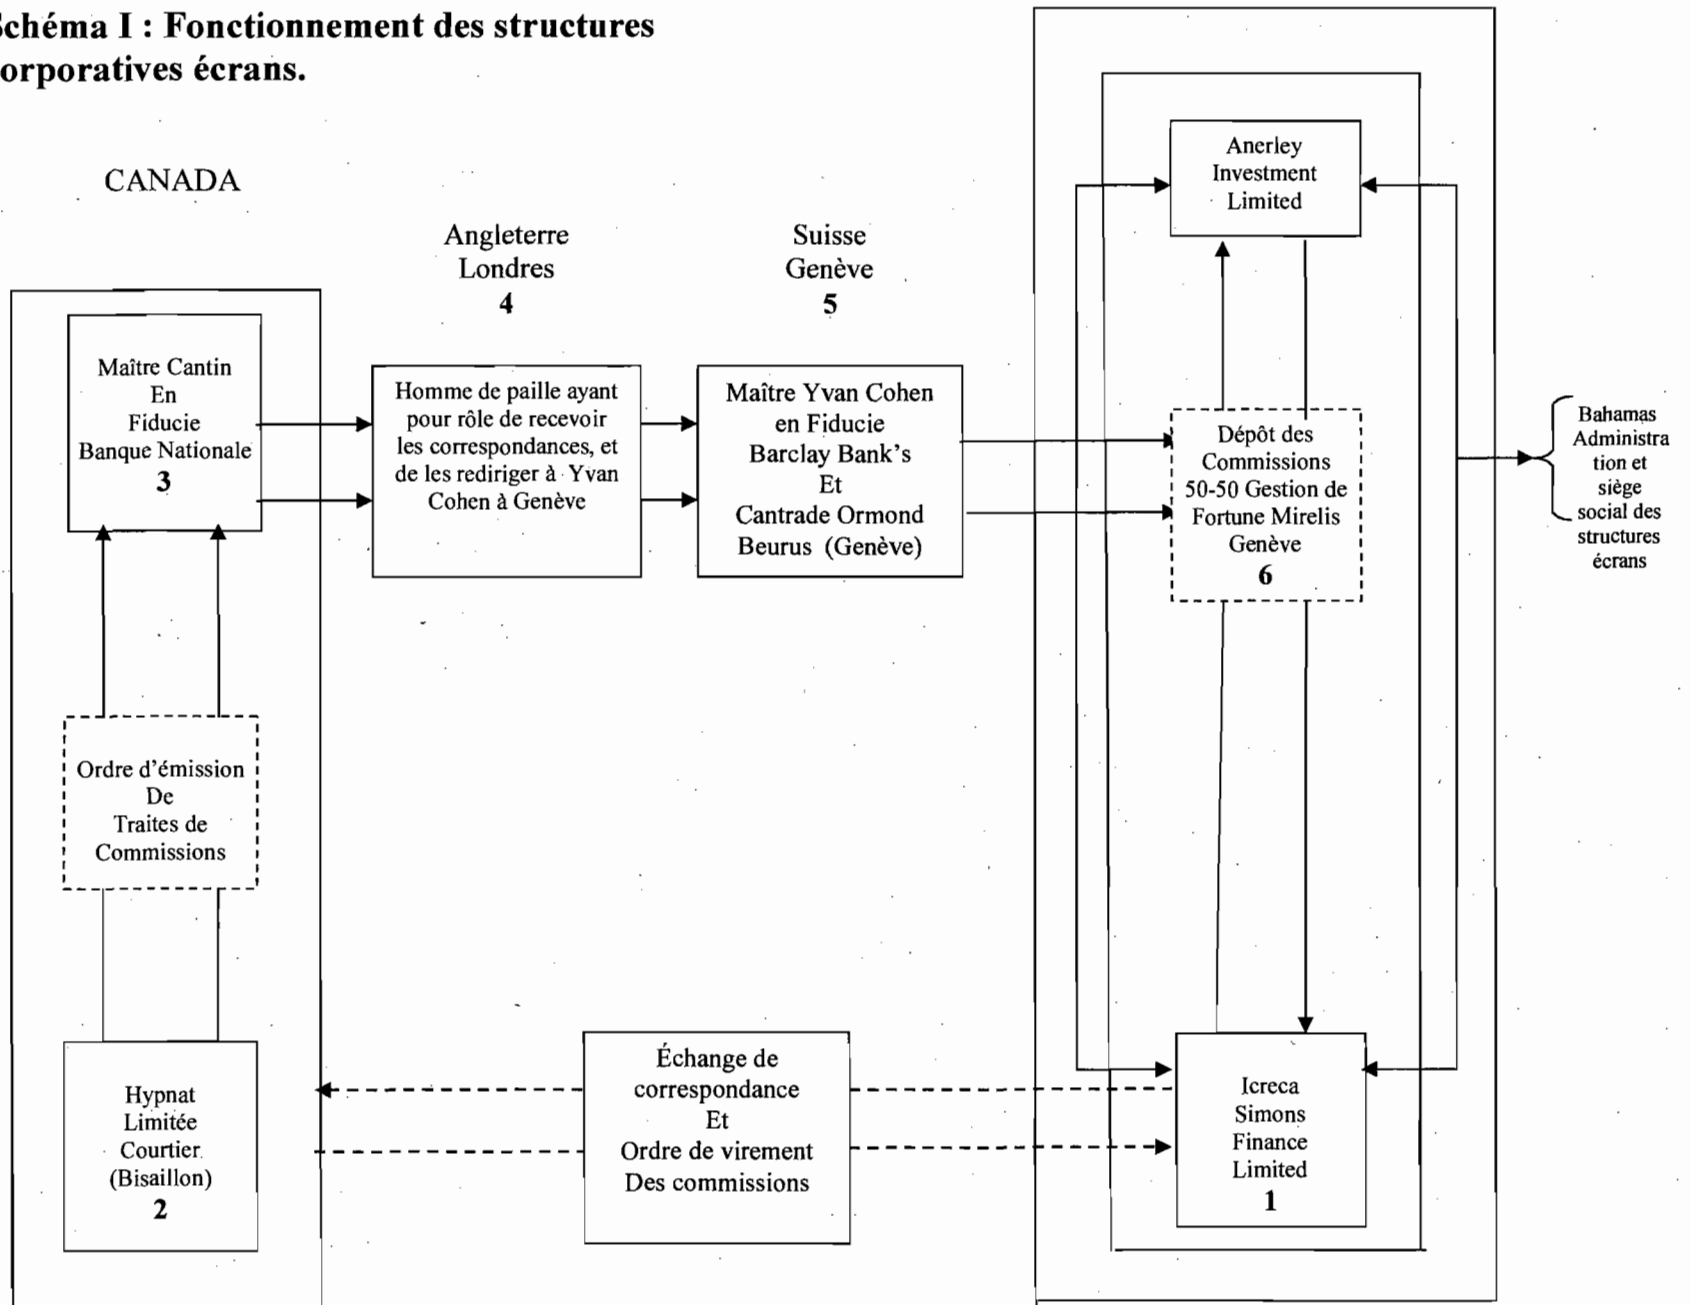 chéma I : Fonctionnement des structures
orporatives écrans.
CANADA
Angleterre
Londres
4
Suisse
Genève
5
Maître Cantin
En
Fiducie
Banque Nationale
3
Homme de paille ayant
pour rôle de recevoir
les correspondances, et
de les rediriger à Yvan
Cohen à Genève
Maître Yvan Cohen
en Fiducie
Barclay Bank's
Et
Cantrade Ormond
Beurus (Genève)
Anerley
Investment
Limited
Dépôt des
Commissions
50-50 Gestion de
Fortune Mirelis
Genève
6
Bahamas
Administra
tion et
siège
social des
structures
écrans
Ordre d'émission
De
Traites de
Commissions
Hypnat
Limitée
Courtier
(Bisaillon)
2
Échange de
correspondance
Et
Ordre de virement
Des commissions
Icreca
Simons
Finance
Limited
1